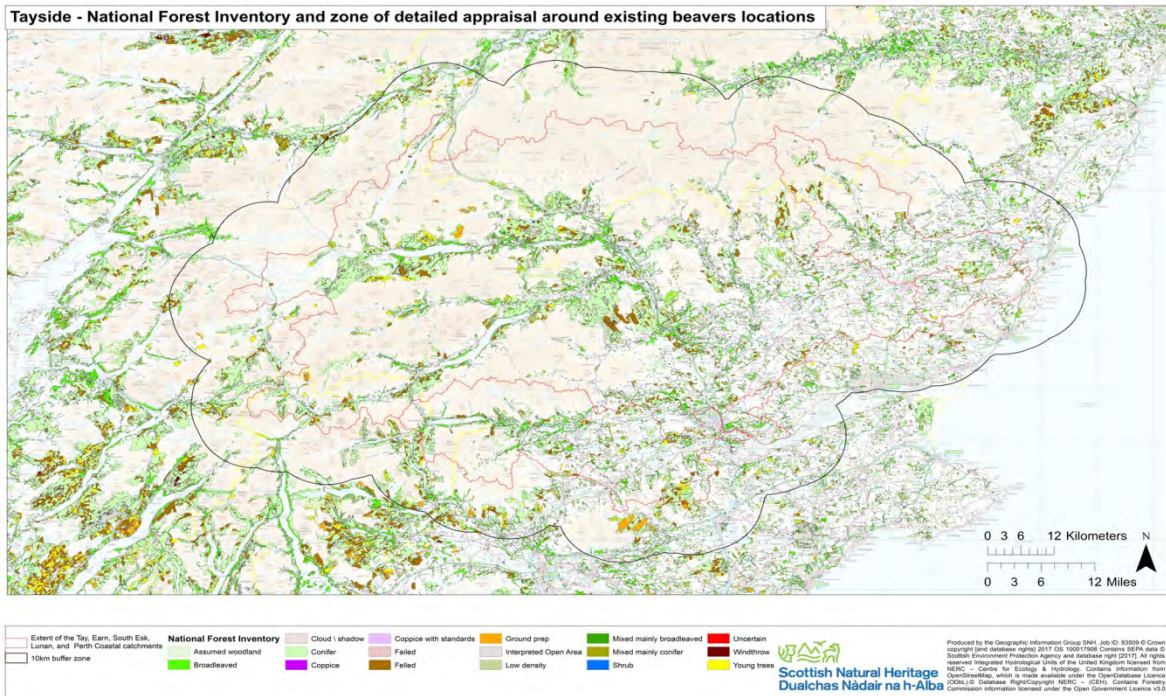 Tayside - National Forest Inventory and zone of detailed appraisal around existing beavers locations
0 3 6 12 Kilometers
N
0 3 6 12 Miles
Extent of the Tay, Earn, South Esk,
Lunan, and Perth Coastal catchments
10km buffer zone
National Forest Inventory
Assumed woodland
Broadleaved
Cloud \ shadow
Conifer
Coppice
Coppice with standards
Failed
Felled
Ground prep
Interpreted Open Area
Low density
Mixed mainly broadleaved
Mixed mainly conifer
Shrub
Uncertain
Windthrow
Young trees
Scottish Natural Heritage
Dualchas Nàdair na h-Alba
Produced by the Geographic Information Group SNH. Job ID: 83809 © Crown
copyright [and database rights] 2017 OS 100017908 Contains SEPA data ©
Scottish Environment Protection Agency and database right [2017]. All rights
reserved Integrated Hydrological Units of the United Kingdom licensed from
NERC – Centre for Ecology & Hydrology. Contains information from
OpenStreetMap, which is made available under the OpenDatabase Licence
(ODbL).© Database Right/Copyright NERC – (CEH). Contains Forestry
Commission information licensed under the Open Government Licence v3.0